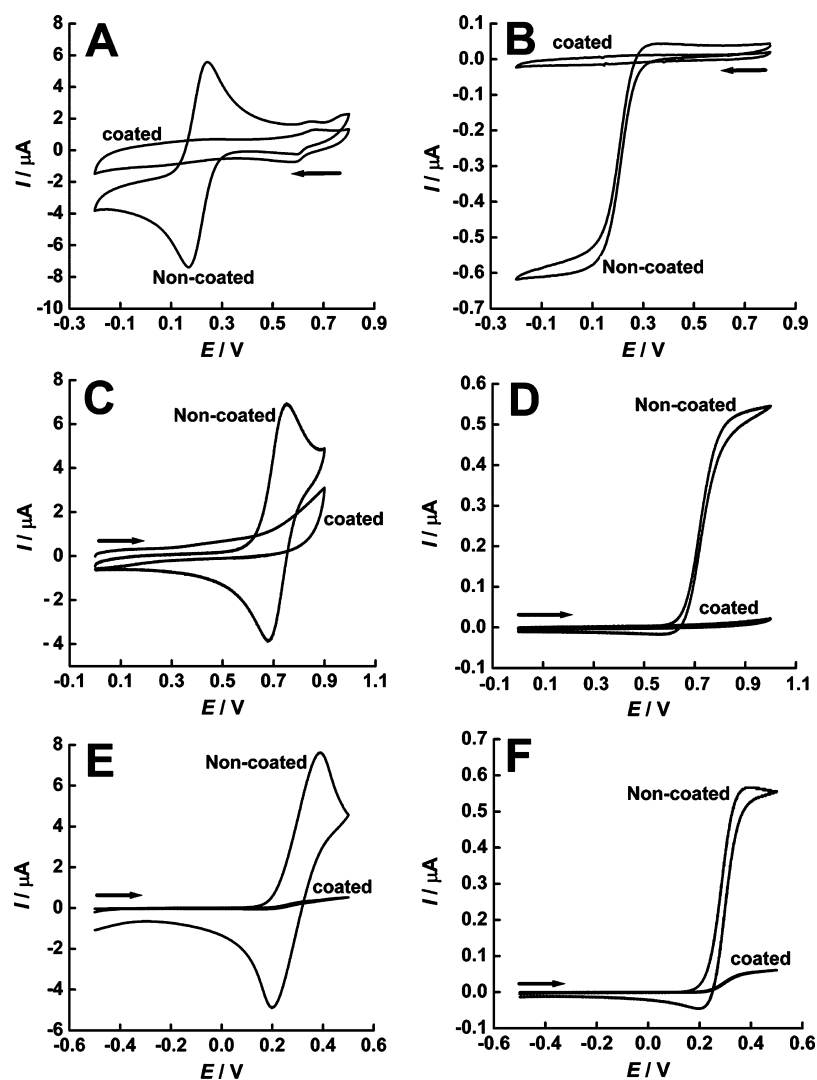 A
8
6
4
2
0
-2
-4
-6
-8
-10
I / µA
coated
Non-coated
-0.3 -0.1 0.1 0.3 0.5 0.7 0.9
E / V
B
0.1
0.0
-0.1
-0.2
-0.3
-0.4
-0.5
-0.6
-0.7
I / µA
coated
Non-coated
-0.3 -0.1 0.1 0.3 0.5 0.7 0.9
E / V
C
8
6
4
2
0
- 2
- 4
I / µA
Non-coated
coated
-0.1 0.1 0.3 0.5 0.7 0.9 1.1
E / V
D
0.6
0.5
0.4
0.3
0.2
0.1
0.0
-0.1
I / µA
Non-coated
coated
-0.1 0.1 0.3 0.5 0.7 0.9 1.1
E / V
E
8
6
4
2
0
-2
-4
-6
I / µA
Non-coated
coated
-0.6 -0.4 -0.2 0.0 0.2 0.4 0.6
E / V
F
0.7
0.6
0.5
0.4
0.3
0.2
0.1
0.0
-0.1
I / µA
Non-coated
coated
-0.6 -0.4 -0.2 0.0 0.2 0.4 0.6
E / V